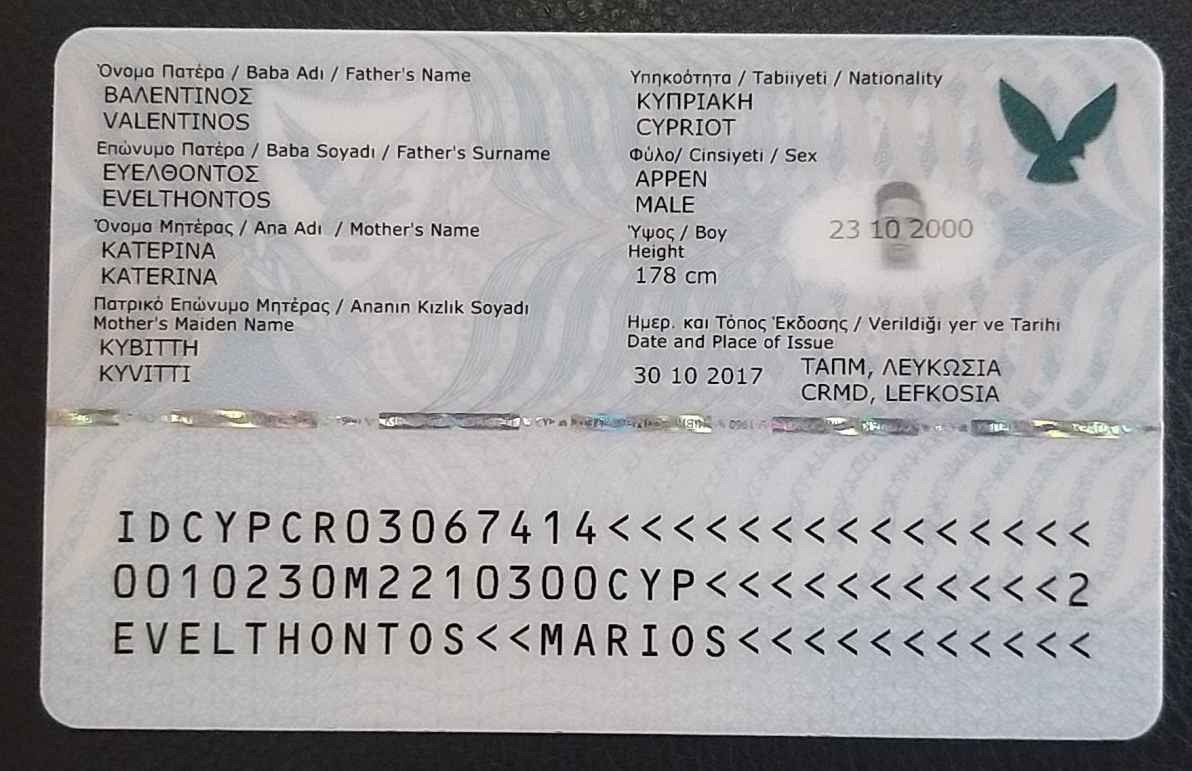 Όνομα Πατέρα / Baba Adı / Father's Name
ΒΑΛΕΝΤΙΝΟΣ
VALENTINOS
Επώνυμο Πατέρα / Baba Soyadı / Father's Surname
ΕΥΕΛΘΟΝΤΟΣ
EVELTHONTOS
Όνομα Μητέρας / Ana Adı / Mother's Name
ΚΑΤΕΡΙΝΑ
KATERINA
Πατρικό Επώνυμο Μητέρας / Ananın Kızlık Soyadı
Mother's Maiden Name
ΚΥΒΙΤΤΗ
KYVITTI
Υπηκοότητα / Tabiiyeti / Nationality
ΚΥΠΡΙΑΚΗ
CYPRIOT
Φύλο/ Cinsiyeti / Sex
ΑΡΡΕΝ
MALE
Ύψος / Boy
Height
178 cm
23 10 2000
Ημερ. και Τόπος Έκδοσης / Verildiği yer ve Tarihi
Date and Place of Issue
30 10 2017
ΤΑΠΜ, ΛΕΥΚΩΣΙΑ
CRMD, LEFKOSIA
IDCYPCR03067414<<<<<<<<<<<<<<<
0010230M2210300CYP<<<<<<<<<<<2
EVELTHONTOS<<MARIOS<<<<<<<<<<<